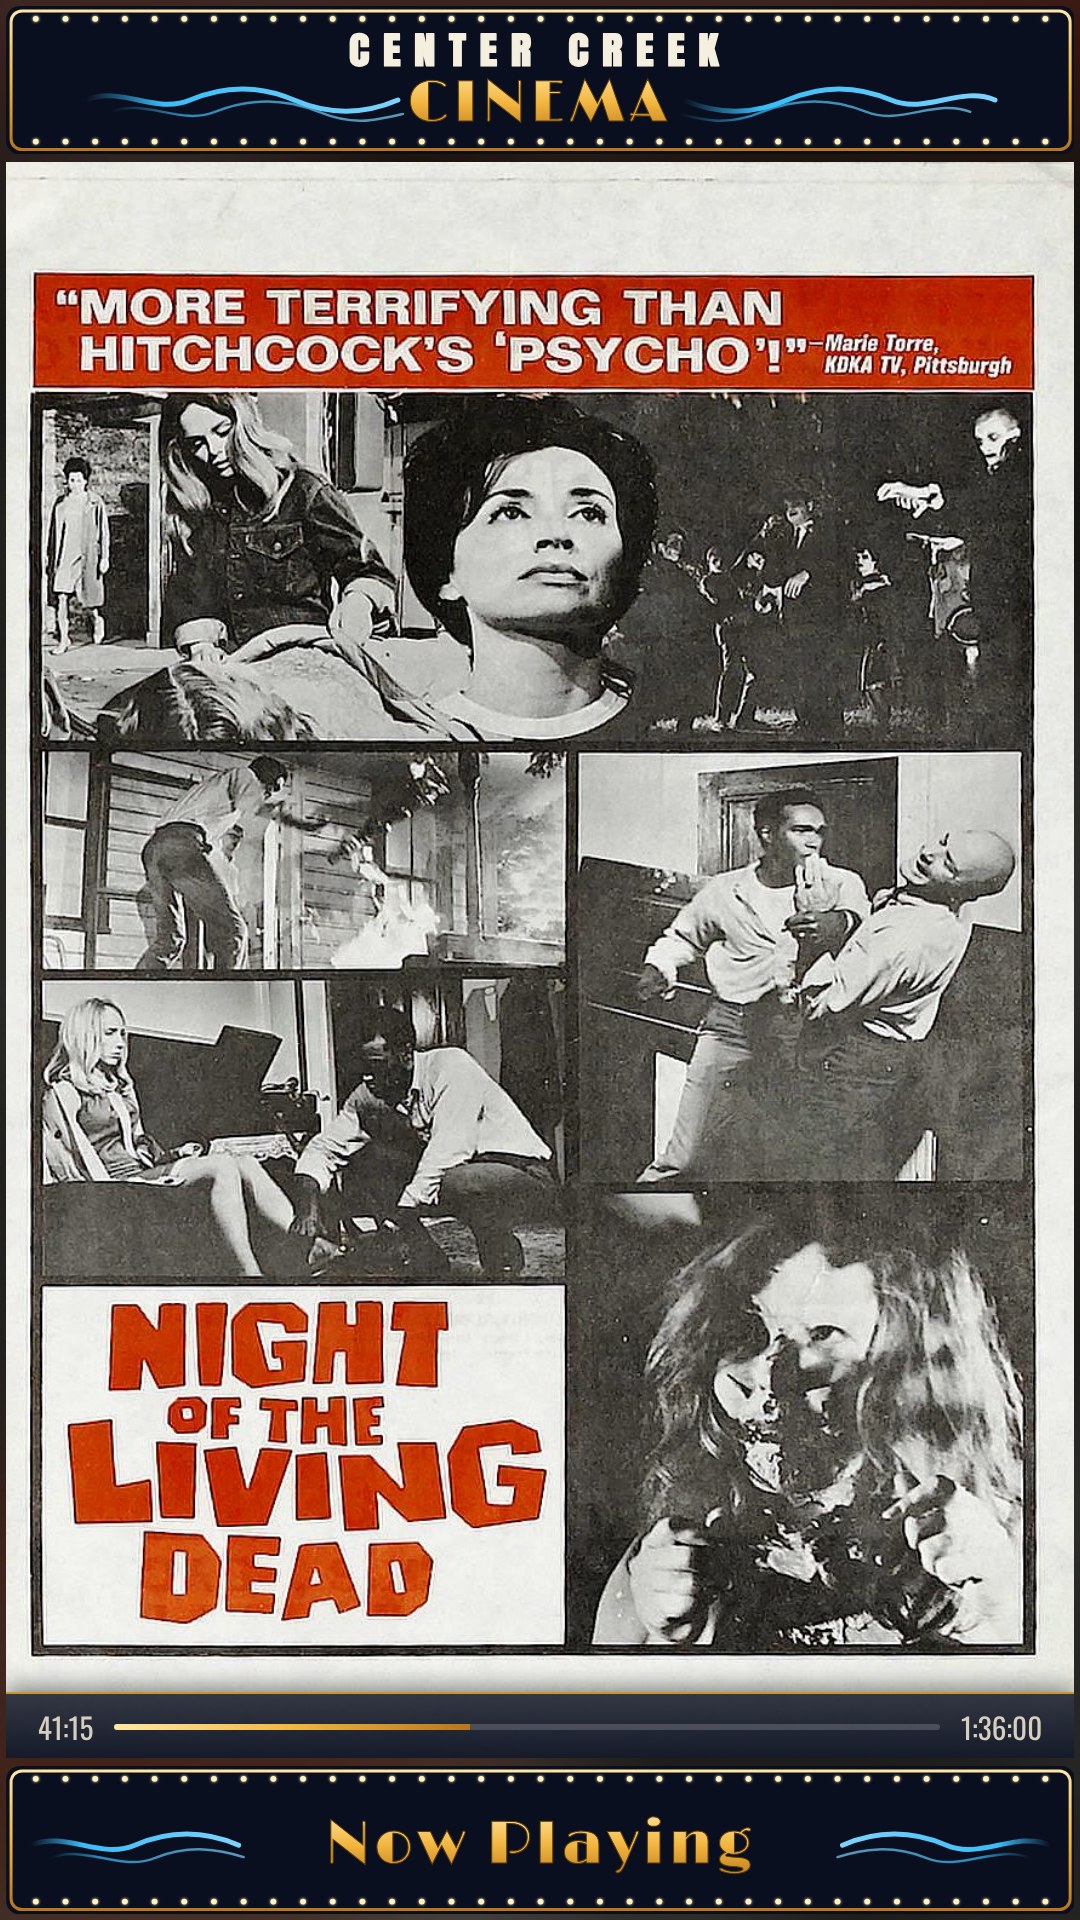 CENTER CREEK
CINEMA
“MORE TERRIFYING THAN
HITCHCOCK’S ‘PSYCHO’!”—Marie Torre,
KDKA TV, Pittsburgh
NIGHT
OF THE
LIVING
DEAD
41:15
1:36:00
Now Playing